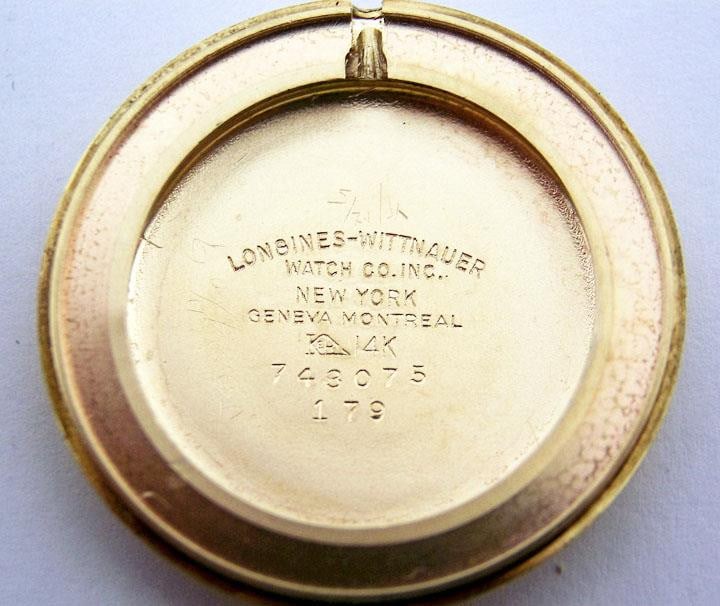 LONGINES-WITTNAUER
WATCH CO. INC.
NEW YORK
GENEVA MONTREAL
14K
743075
179